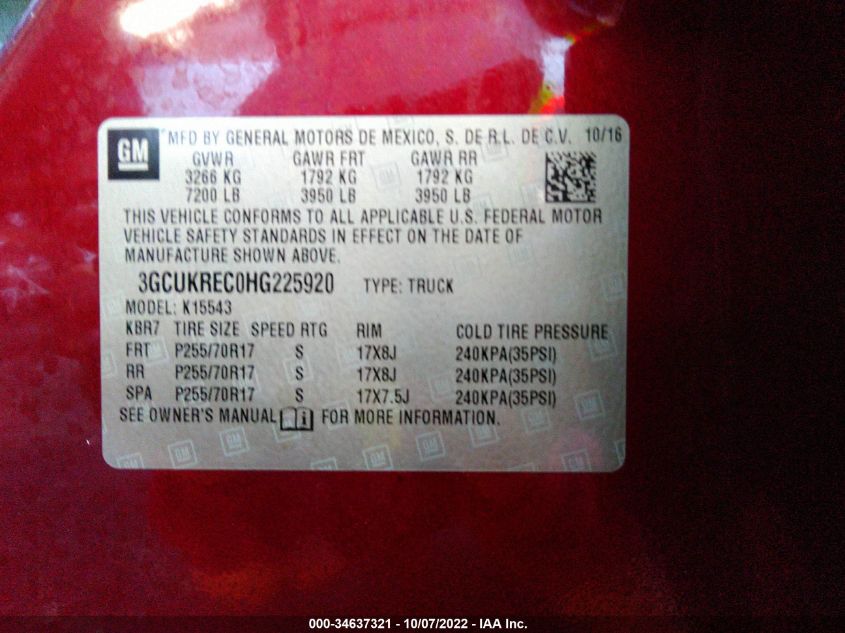 GM MFD BY GENERAL MOTORS DE MEXICO, S. DE R.L. DE C.V. 10/16
GVWR GAWR FRT GAWR RR
3266 KG 1792 KG 1792 KG
7200 LB 3950 LB 3950 LB
THIS VEHICLE CONFORMS TO ALL APPLICABLE U.S. FEDERAL MOTOR
VEHICLE SAFETY STANDARDS IN EFFECT ON THE DATE OF
MANUFACTURE SHOWN ABOVE.
3GCUKREC0HG225920 TYPE: TRUCK
MODEL: K15543
KBR7 TIRE SIZE SPEED RTG RIM COLD TIRE PRESSURE
FRT P255/70R17 S 17X8J 240KPA(35PSI)
RR P255/70R17 S 17X8J 240KPA(35PSI)
SPA P255/70R17 S 17X7.5J 240KPA(35PSI)
SEE OWNER'S MANUAL i FOR MORE INFORMATION.
000-34637321 - 10/07/2022 - IAA Inc.